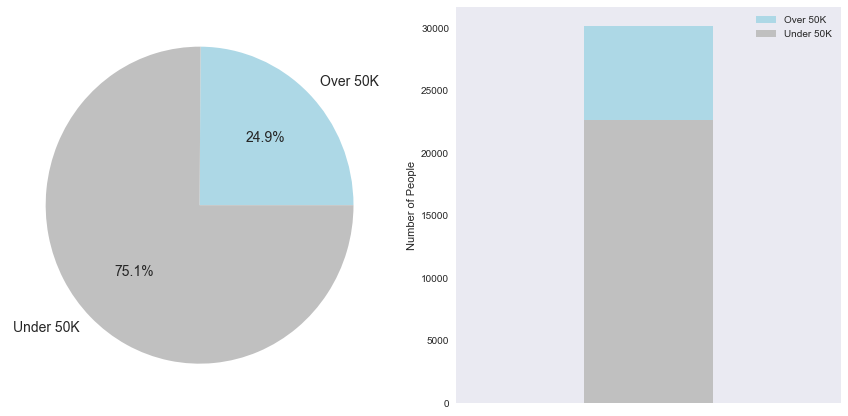 Over 50K
24.9%
75.1%
Under 50K
Number of People
30000
25000
20000
15000
10000
5000
0
Over 50K
Under 50K